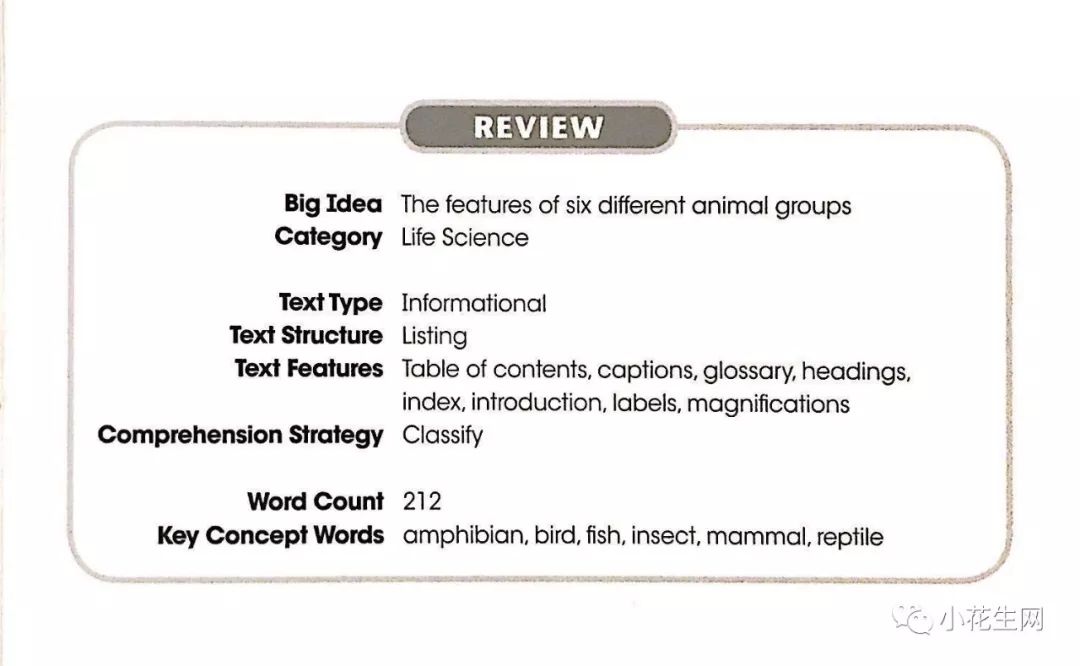 REVIEW
Big Idea The features of six different animal groups
Category Life Science
Text Type Informational
Text Structure Listing
Text Features Table of contents, captions, glossary, headings,
index, introduction, labels, magnifications
Comprehension Strategy Classify
Word Count 212
Key Concept Words amphibian, bird, fish, insect, mammal, reptile
小花生网